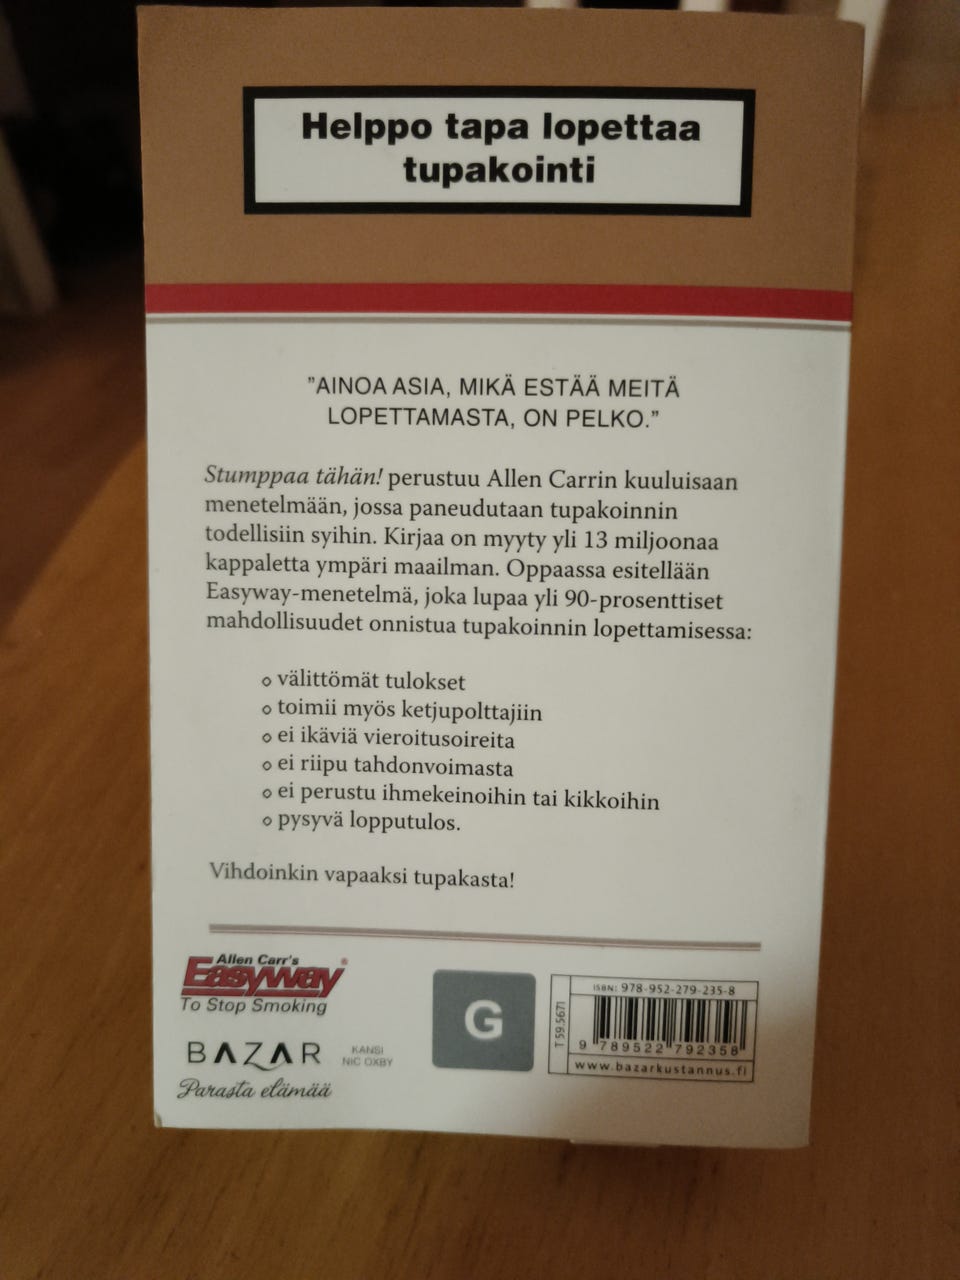 Helppo tapa lopettaa
tupakointi
”AINOA ASIA, MIKÄ ESTÄÄ MEITÄ
LOPETTAMASTA, ON PELKO.”
Stumppaa tähän! perustuu Allen Carrin kuuluisaan
menetelmään, jossa paneudutaan tupakoinnin
todellisiin syihin. Kirjaa on myyty yli 13 miljoonaa
kappaletta ympäri maailman. Oppaassa esitellään
Easyway-menetelmä, joka lupaa yli 90-prosenttiset
mahdollisuudet onnistua tupakoinnin lopettamisessa:
välittömät tulokset
toimii myös ketjupolttajiin
ei ikäviä vieroitusoireita
ei riipu tahdonvoimasta
ei perustu ihmekeinoihin tai kikkoihin
pysyvä lopputulos.
Vihdoinkin vapaaksi tupakasta!
Allen Carr's
Easyway®
To Stop Smoking
BAZAR
Parasta elämää
KANSI
NIC OXBY
G
T 59.5671
ISBN: 978-952-279-235-8
9 789522 792358
www.bazarkustannus.fi